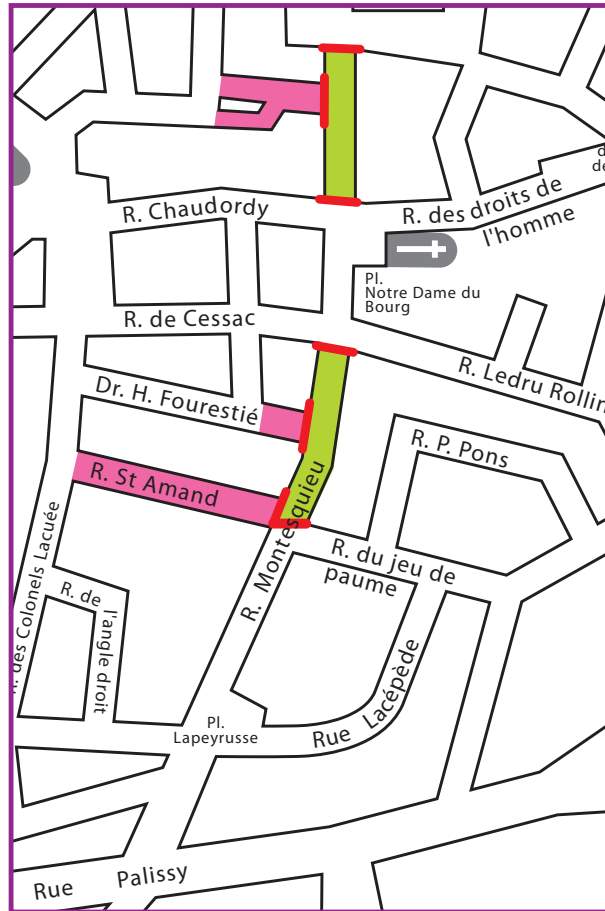 d
de
R. Chaudordy
R. des droits de
l'homme
Pl.
Notre Dame du
Bourg
R. de Cessac
R. Ledru Rollin
Dr. H. Fourestié
R. P. Pons
R. St Amand
R. Montesquieu
R. du jeu de
paume
R. des Colonels Lacuée
R. de
l'angle droit
Rue Lacépède
Pl.
Lapeyrusse
Rue Palissy